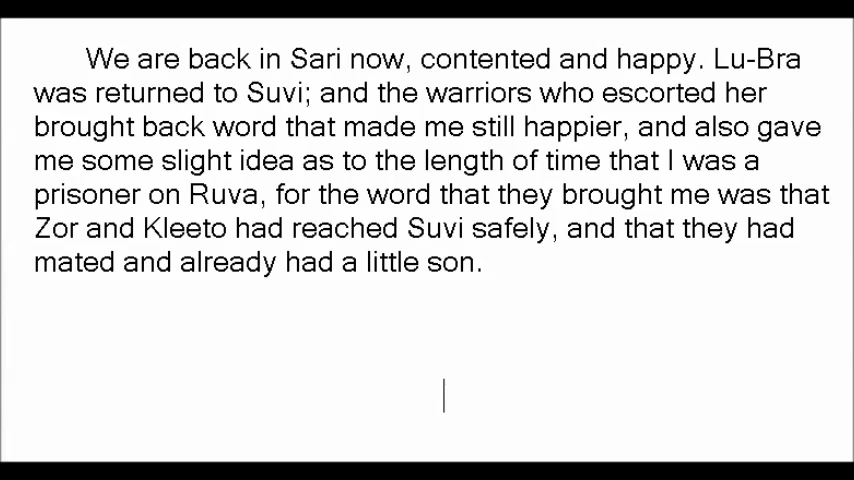 We are back in Sari now, contented and happy. Lu-Bra
was returned to Suvi; and the warriors who escorted her
brought back word that made me still happier, and also gave
me some slight idea as to the length of time that I was a
prisoner on Ruva, for the word that they brought me was that
Zor and Kleeto had reached Suvi safely, and that they had
mated and already had a little son.